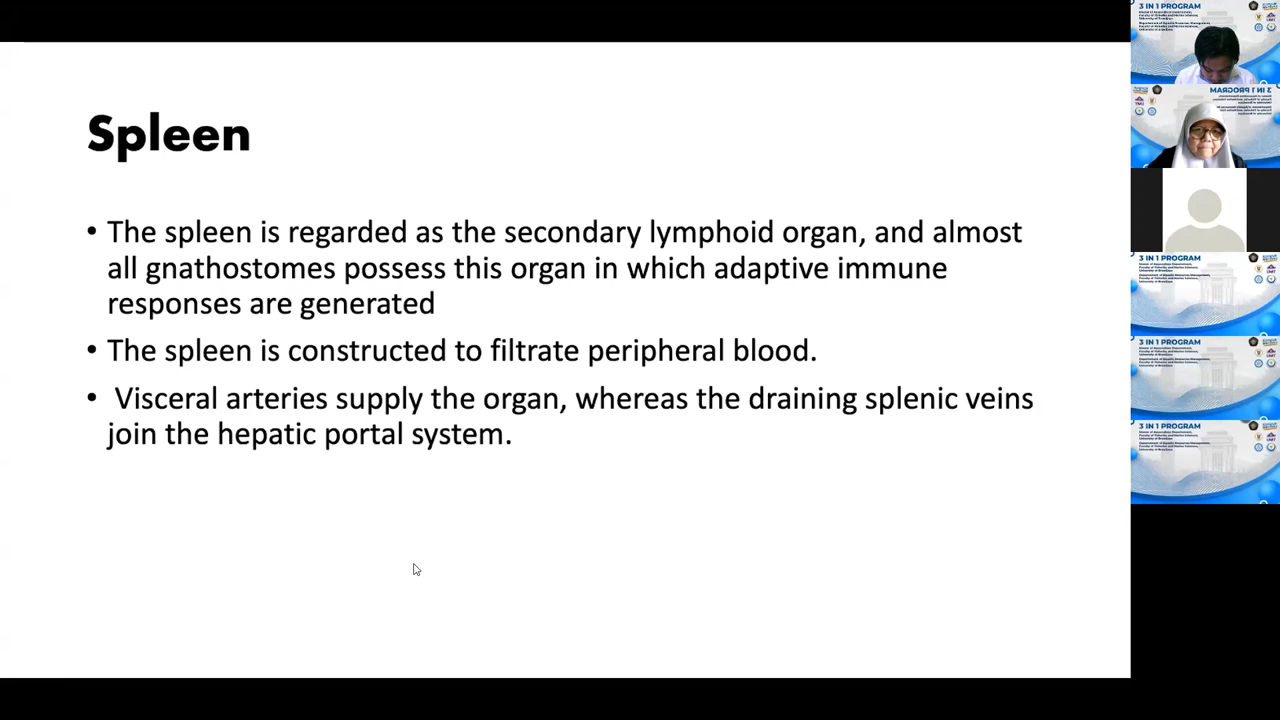 Spleen
• The spleen is regarded as the secondary lymphoid organ, and almost
all gnathostomes possess this organ in which adaptive immune
responses are generated
• The spleen is constructed to filtrate peripheral blood.
• Visceral arteries supply the organ, whereas the draining splenic veins
join the hepatic portal system.
3 IN 1 PROGRAM
3 IN 1 PROGRAM
3 IN 1 PROGRAM
3 IN 1 PROGRAM
3 IN 1 PROGRAM